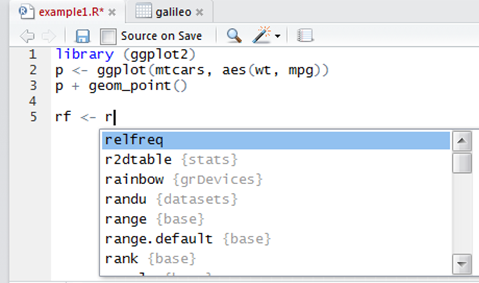 example1.R* galileo
Source on Save
1 library (ggplot2)
2 p <- ggplot(mtcars, aes(wt, mpg))
3 p + geom_point()
4
5 rf <- r
relfreq
r2dtable {stats}
rainbow {grDevices}
randu {datasets}
range {base}
range.default {base}
rank {base}